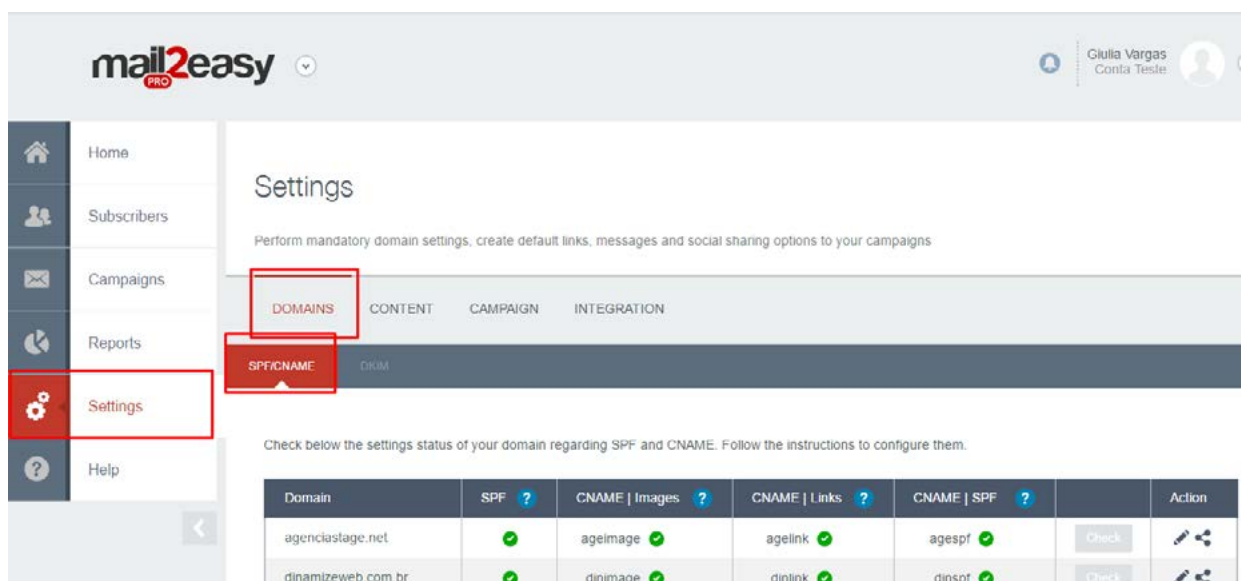 mail2easy
PRO
Giulia Vargas
Conta Teste
Home
Subscribers
Campaigns
Reports
Settings
Help
Settings
Perform mandatory domain settings, create default links, messages and social sharing options to your campaigns
DOMAINS CONTENT CAMPAIGN INTEGRATION
SPF/CNAME DKIM
Check below the settings status of your domain regarding SPF and CNAME. Follow the instructions to configure them.
Domain SPF ? CNAME | Images ? CNAME | Links ? CNAME | SPF ? Action
agenciastage.net ageimage agelink agespf Check
dinamizeweb.com.br dinimage dinlink dinspf Check